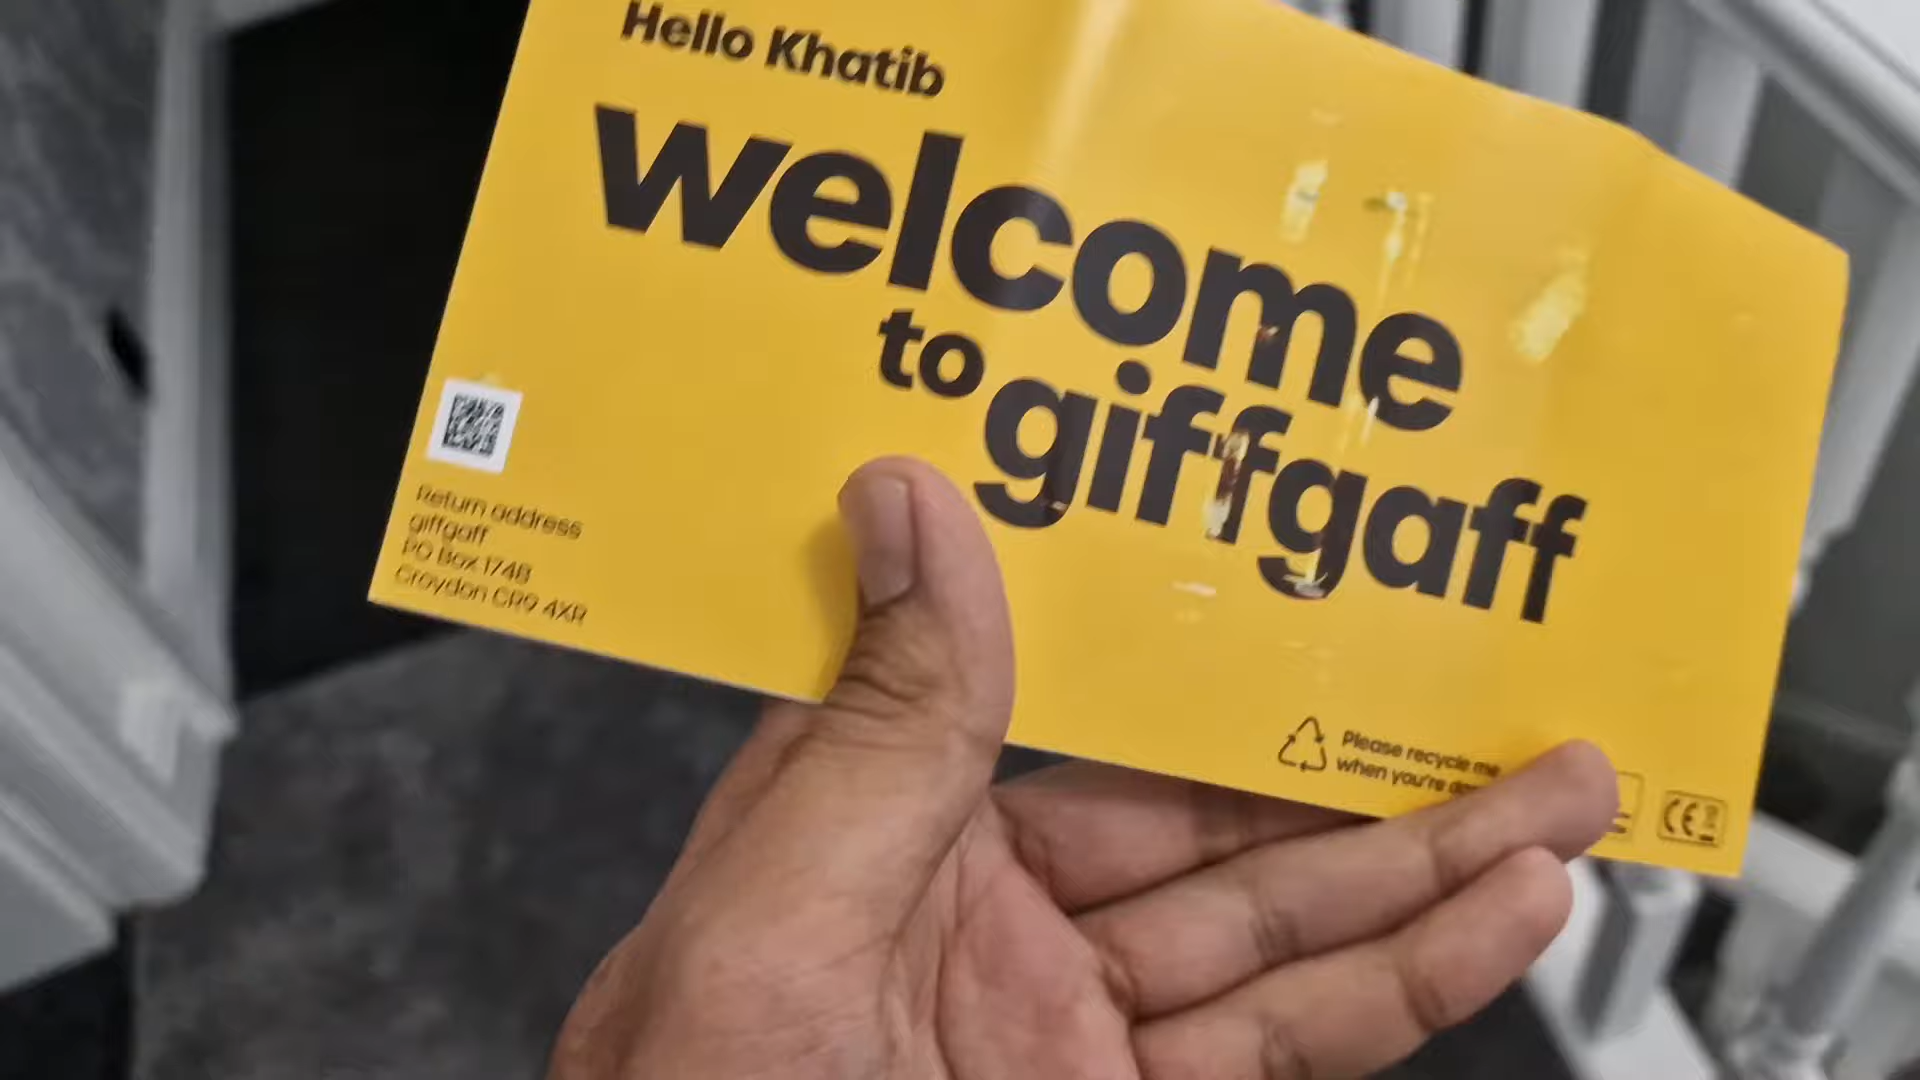 Hello Khatib
welcome
to giffgaff
Return address
giffgaff
PO Box 1748
Croydon CR9 4XR
Please recycle me
when you're
CE